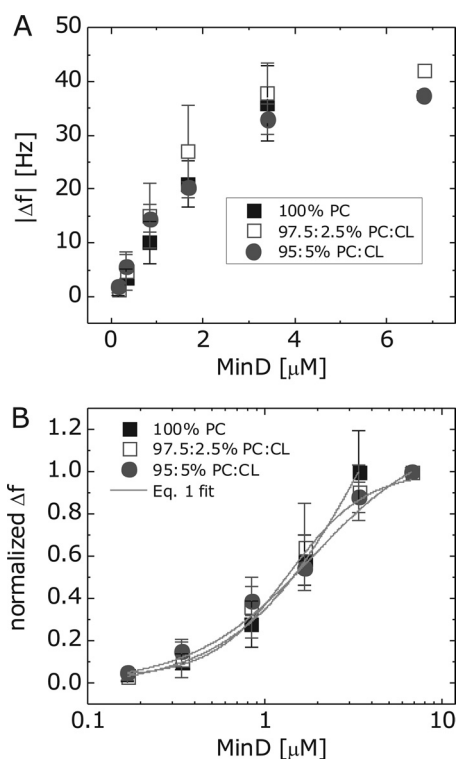 A
50
40
30
20
10
0
|Δf| [Hz]
100% PC
97.5:2.5% PC:CL
95:5% PC:CL
0 2 4 6 8
MinD [μM]
B
1.2
1.0
0.8
0.6
0.4
0.2
0.0
normalized Δf
100% PC
97.5:2.5% PC:CL
95:5% PC:CL
Eq. 1 fit
0.1 1 10
MinD [μM]